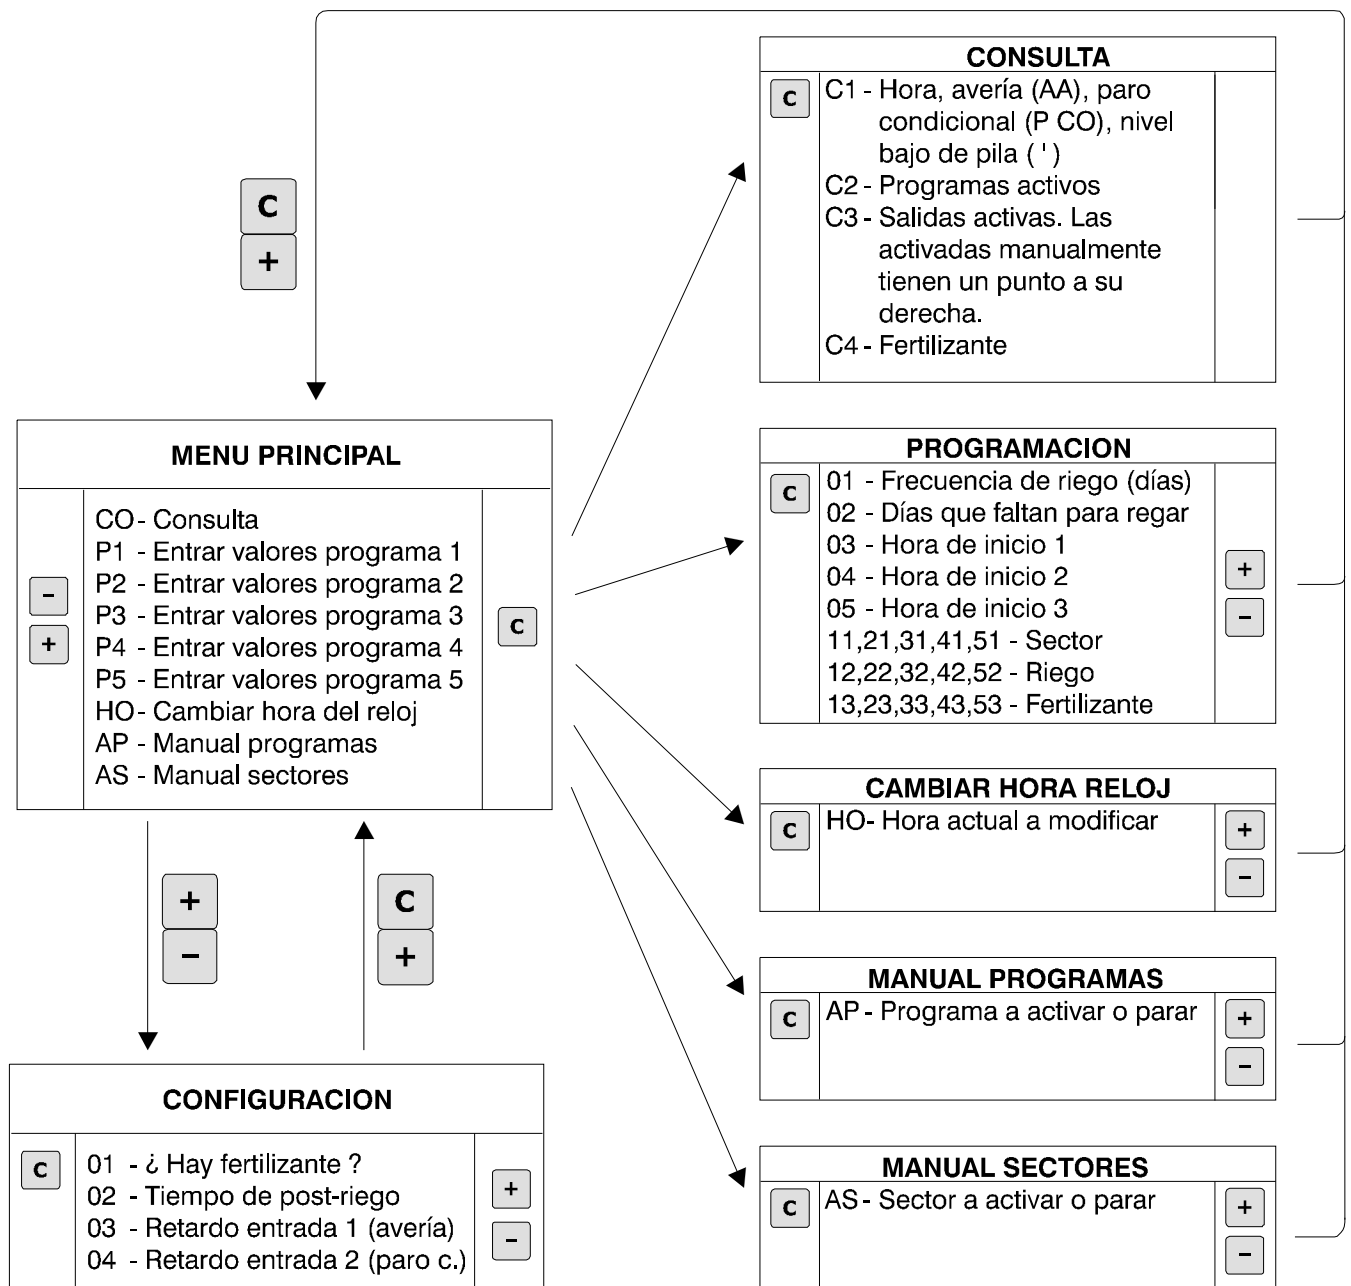 C
+
MENU PRINCIPAL
-
+
CO - Consulta
P1 - Entrar valores programa 1
P2 - Entrar valores programa 2
P3 - Entrar valores programa 3
P4 - Entrar valores programa 4
P5 - Entrar valores programa 5
HO - Cambiar hora del reloj
AP - Manual programas
AS - Manual sectores
C
+
-
C
+
CONFIGURACION
C
01 - ¿ Hay fertilizante ?
02 - Tiempo de post-riego
03 - Retardo entrada 1 (avería)
04 - Retardo entrada 2 (paro c.)
+
-
CONSULTA
C
C1 - Hora, avería (AA), paro
condicional (P CO), nivel
bajo de pila ( ' )
C2 - Programas activos
C3 - Salidas activas. Las
activadas manualmente
tienen un punto a su
derecha.
C4 - Fertilizante
PROGRAMACION
C
01 - Frecuencia de riego (días)
02 - Días que faltan para regar
03 - Hora de inicio 1
04 - Hora de inicio 2
05 - Hora de inicio 3
11,21,31,41,51 - Sector
12,22,32,42,52 - Riego
13,23,33,43,53 - Fertilizante
+
-
CAMBIAR HORA RELOJ
C
HO - Hora actual a modificar
+
-
MANUAL PROGRAMAS
C
AP - Programa a activar o parar
+
-
MANUAL SECTORES
C
AS - Sector a activar o parar
+
-